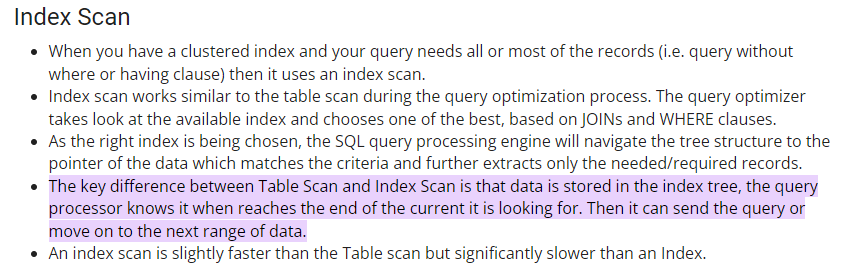 Index Scan
• When you have a clustered index and your query needs all or most of the records (i.e. query without
where or having clause) then it uses an index scan.
• Index scan works similar to the table scan during the query optimization process. The query optimizer
takes look at the available index and chooses one of the best, based on JOINs and WHERE clauses.
• As the right index is being chosen, the SQL query processing engine will navigate the tree structure to the
pointer of the data which matches the criteria and further extracts only the needed/required records.
• The key difference between Table Scan and Index Scan is that data is stored in the index tree, the query
processor knows it when reaches the end of the current it is looking for. Then it can send the query or
move on to the next range of data.
• An index scan is slightly faster than the Table scan but significantly slower than an Index.